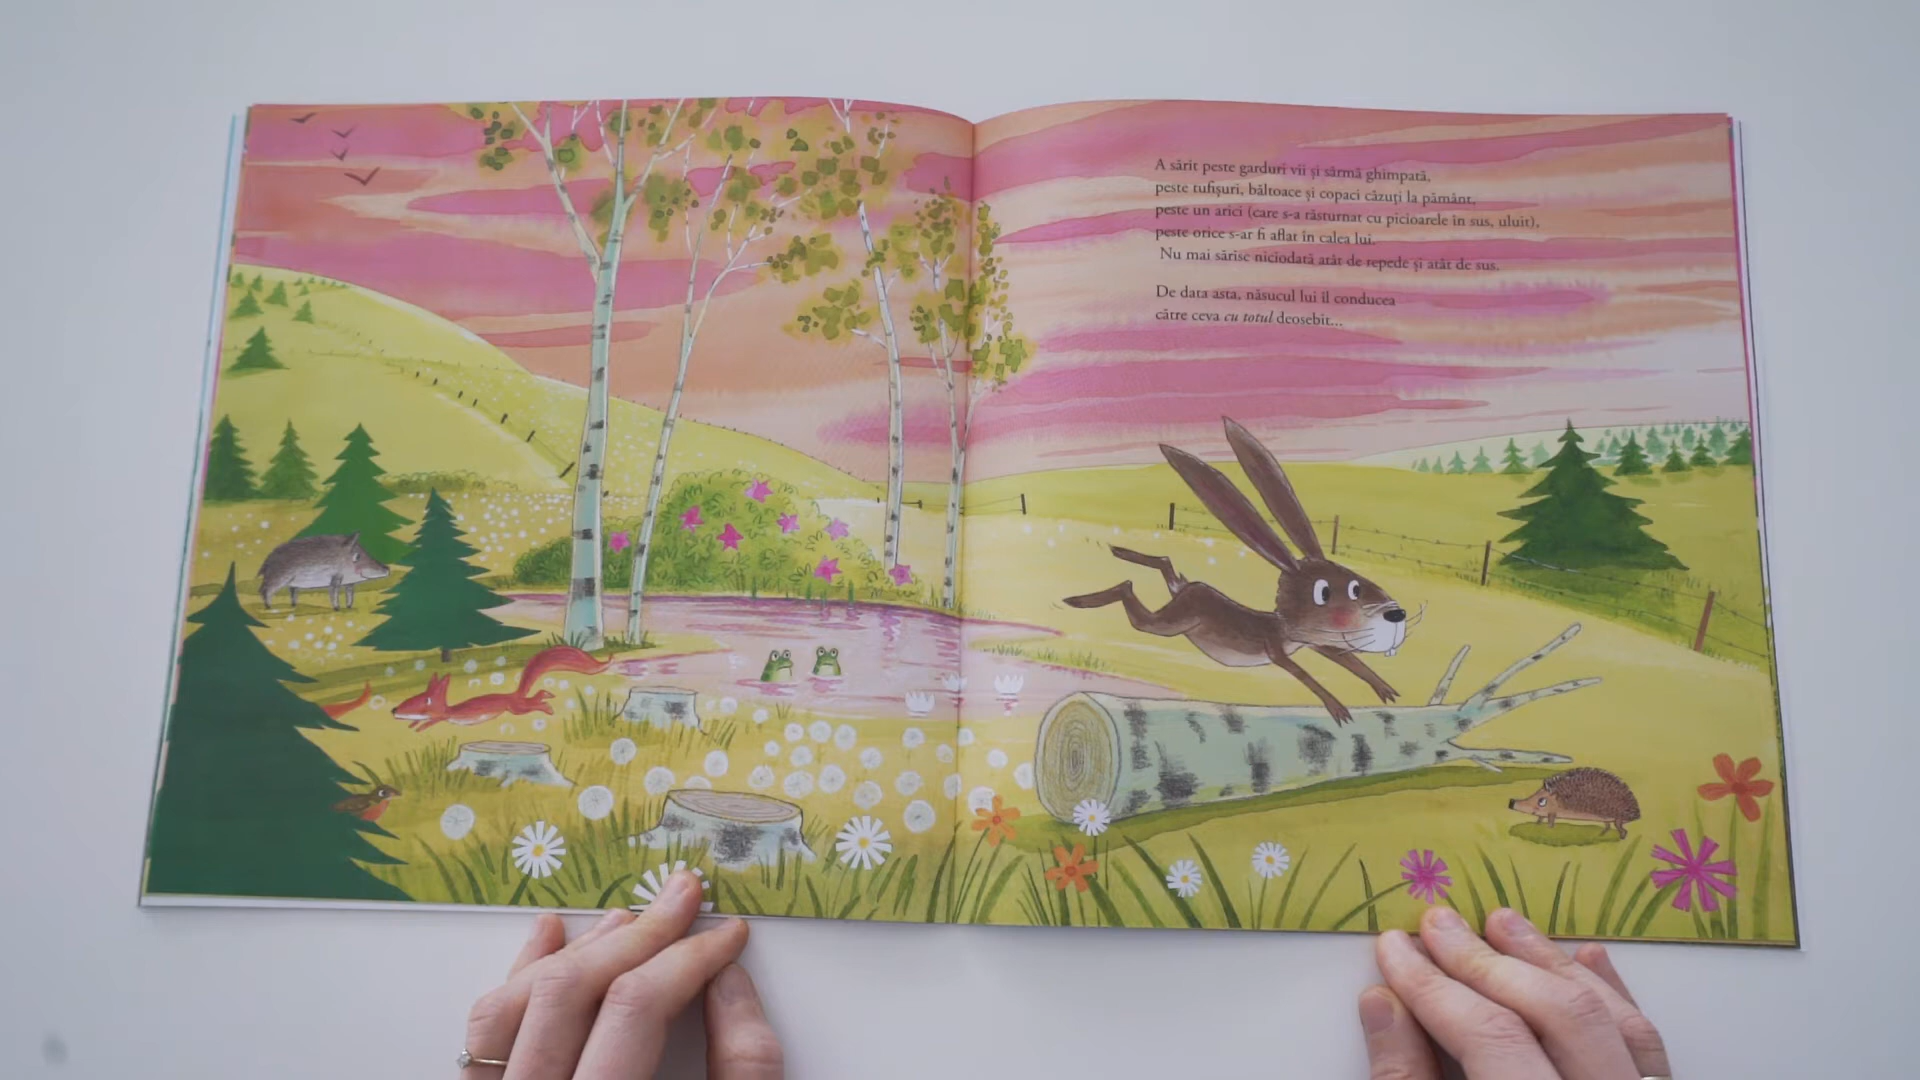 A sărit peste garduri vii și sârmă ghimpată,
peste tufișuri, băltoace și copaci căzuți la pământ,
peste un arici (care s-a răsturnat cu picioarele în sus, uluit),
peste orice s-ar fi aflat în calea lui.
Nu mai sărise niciodată atât de repede și atât de sus.
De data asta, năsucul lui îl conducea
către ceva cu totul deosebit...